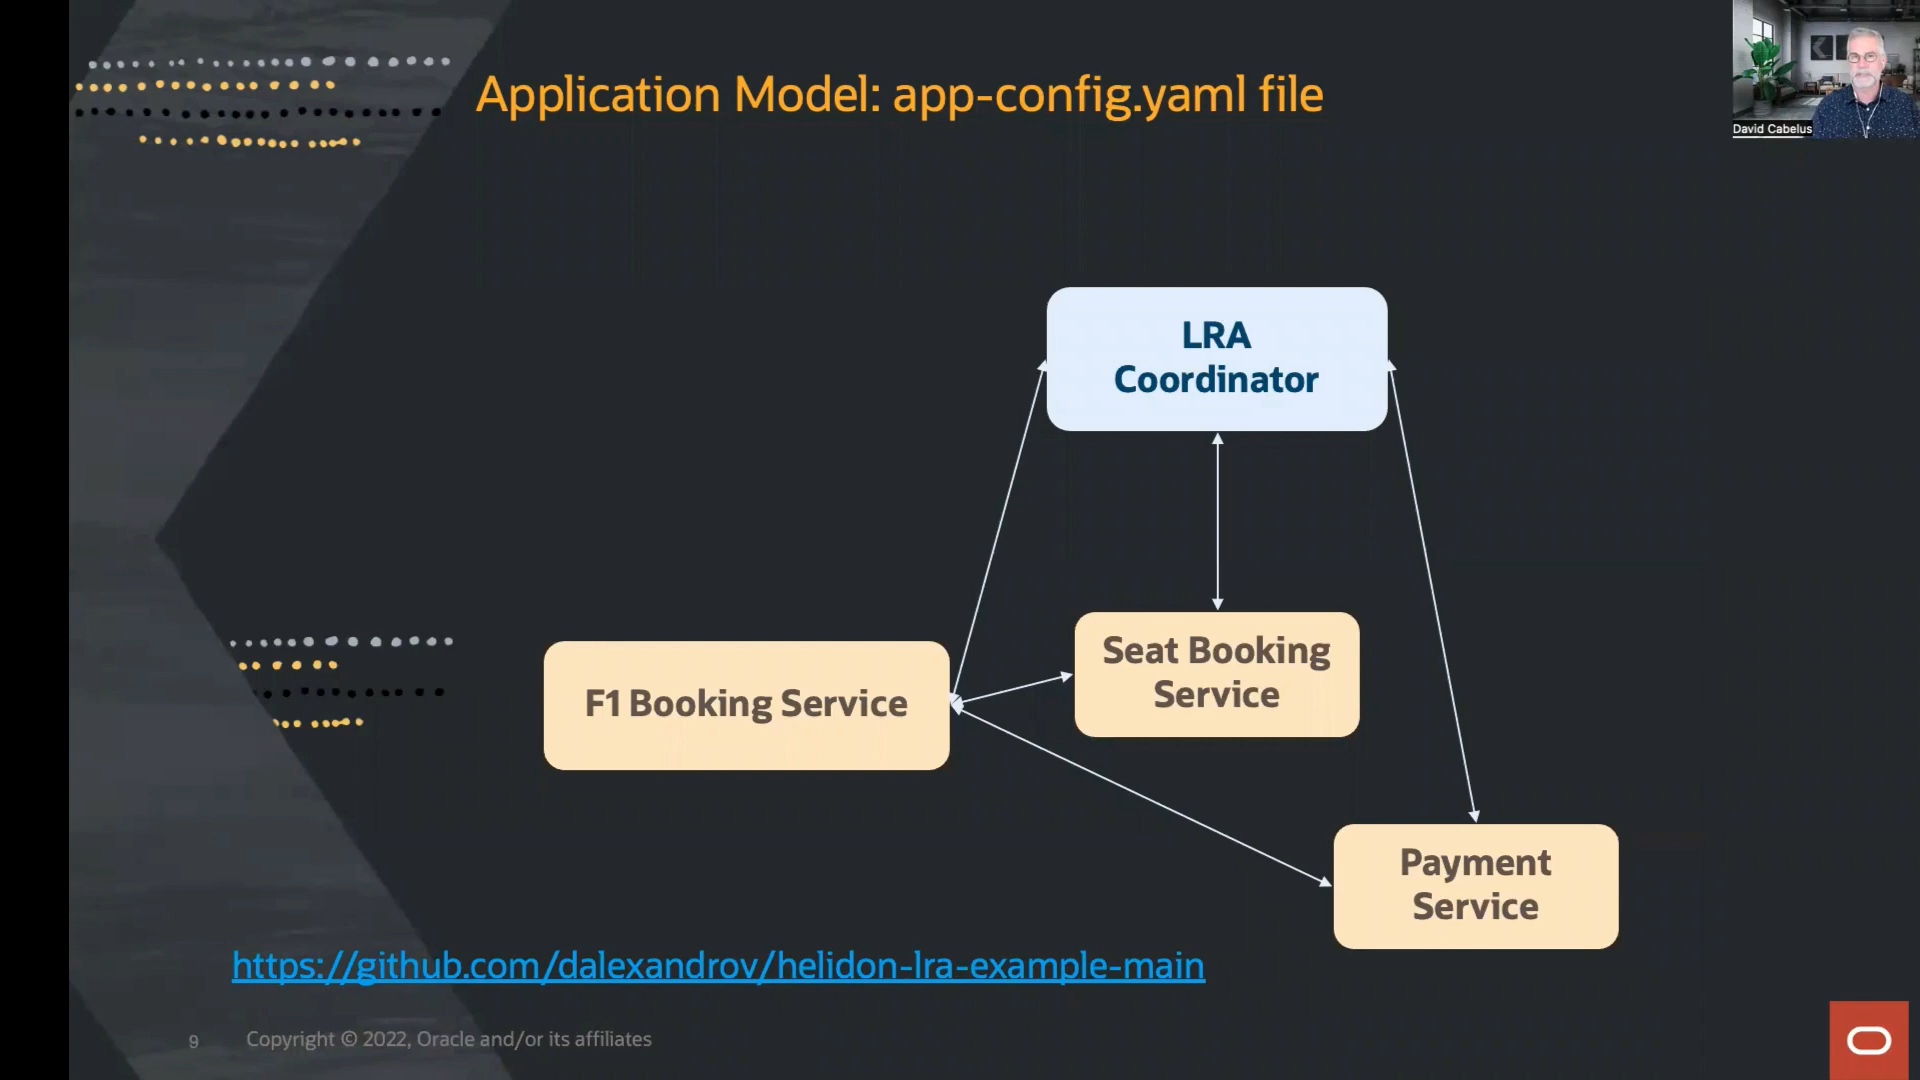 Application Model: app-config.yaml file
David Cabelus
LRA
Coordinator
Seat Booking
Service
F1 Booking Service
Payment
Service
https://github.com/dalexandrov/helidon-lra-example-main
9 Copyright © 2022, Oracle and/or its affiliates